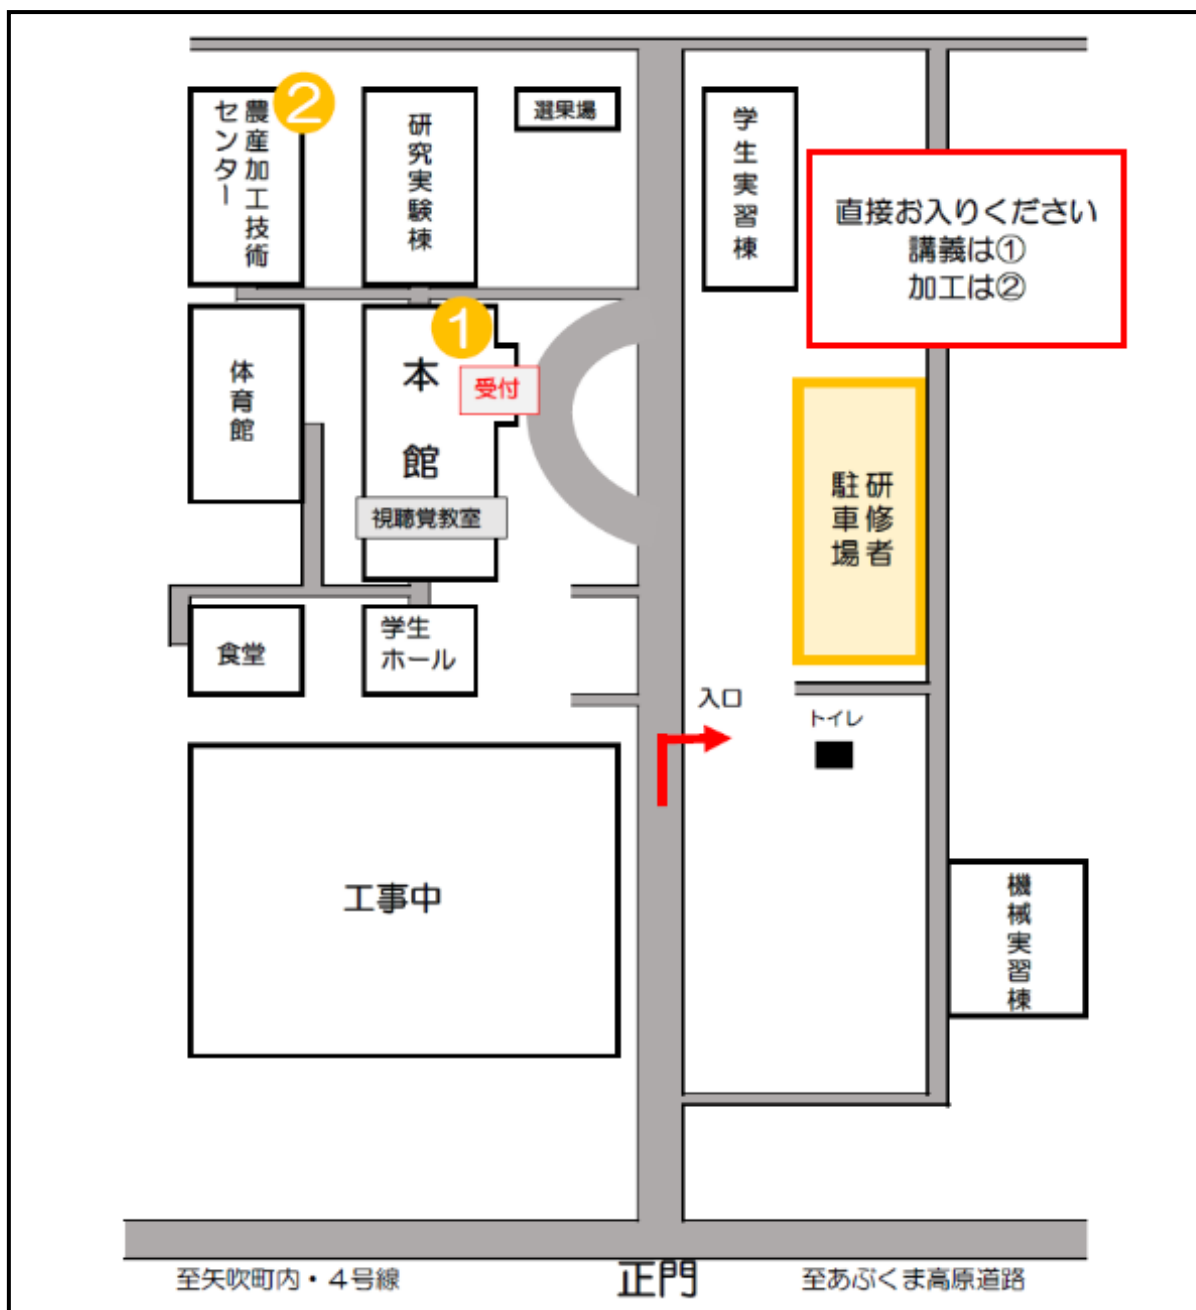 農産加工技術
センター
②
研究実験棟
選果場
学生実習棟
直接お入りください
講義は①
加工は②
体育館
①
本館
受付
視聴覚教室
研修者
駐車場
食堂
学生
ホール
入口
トイレ
工事中
機械実習棟
至矢吹町内・４号線
正門
至あぶくま高原道路